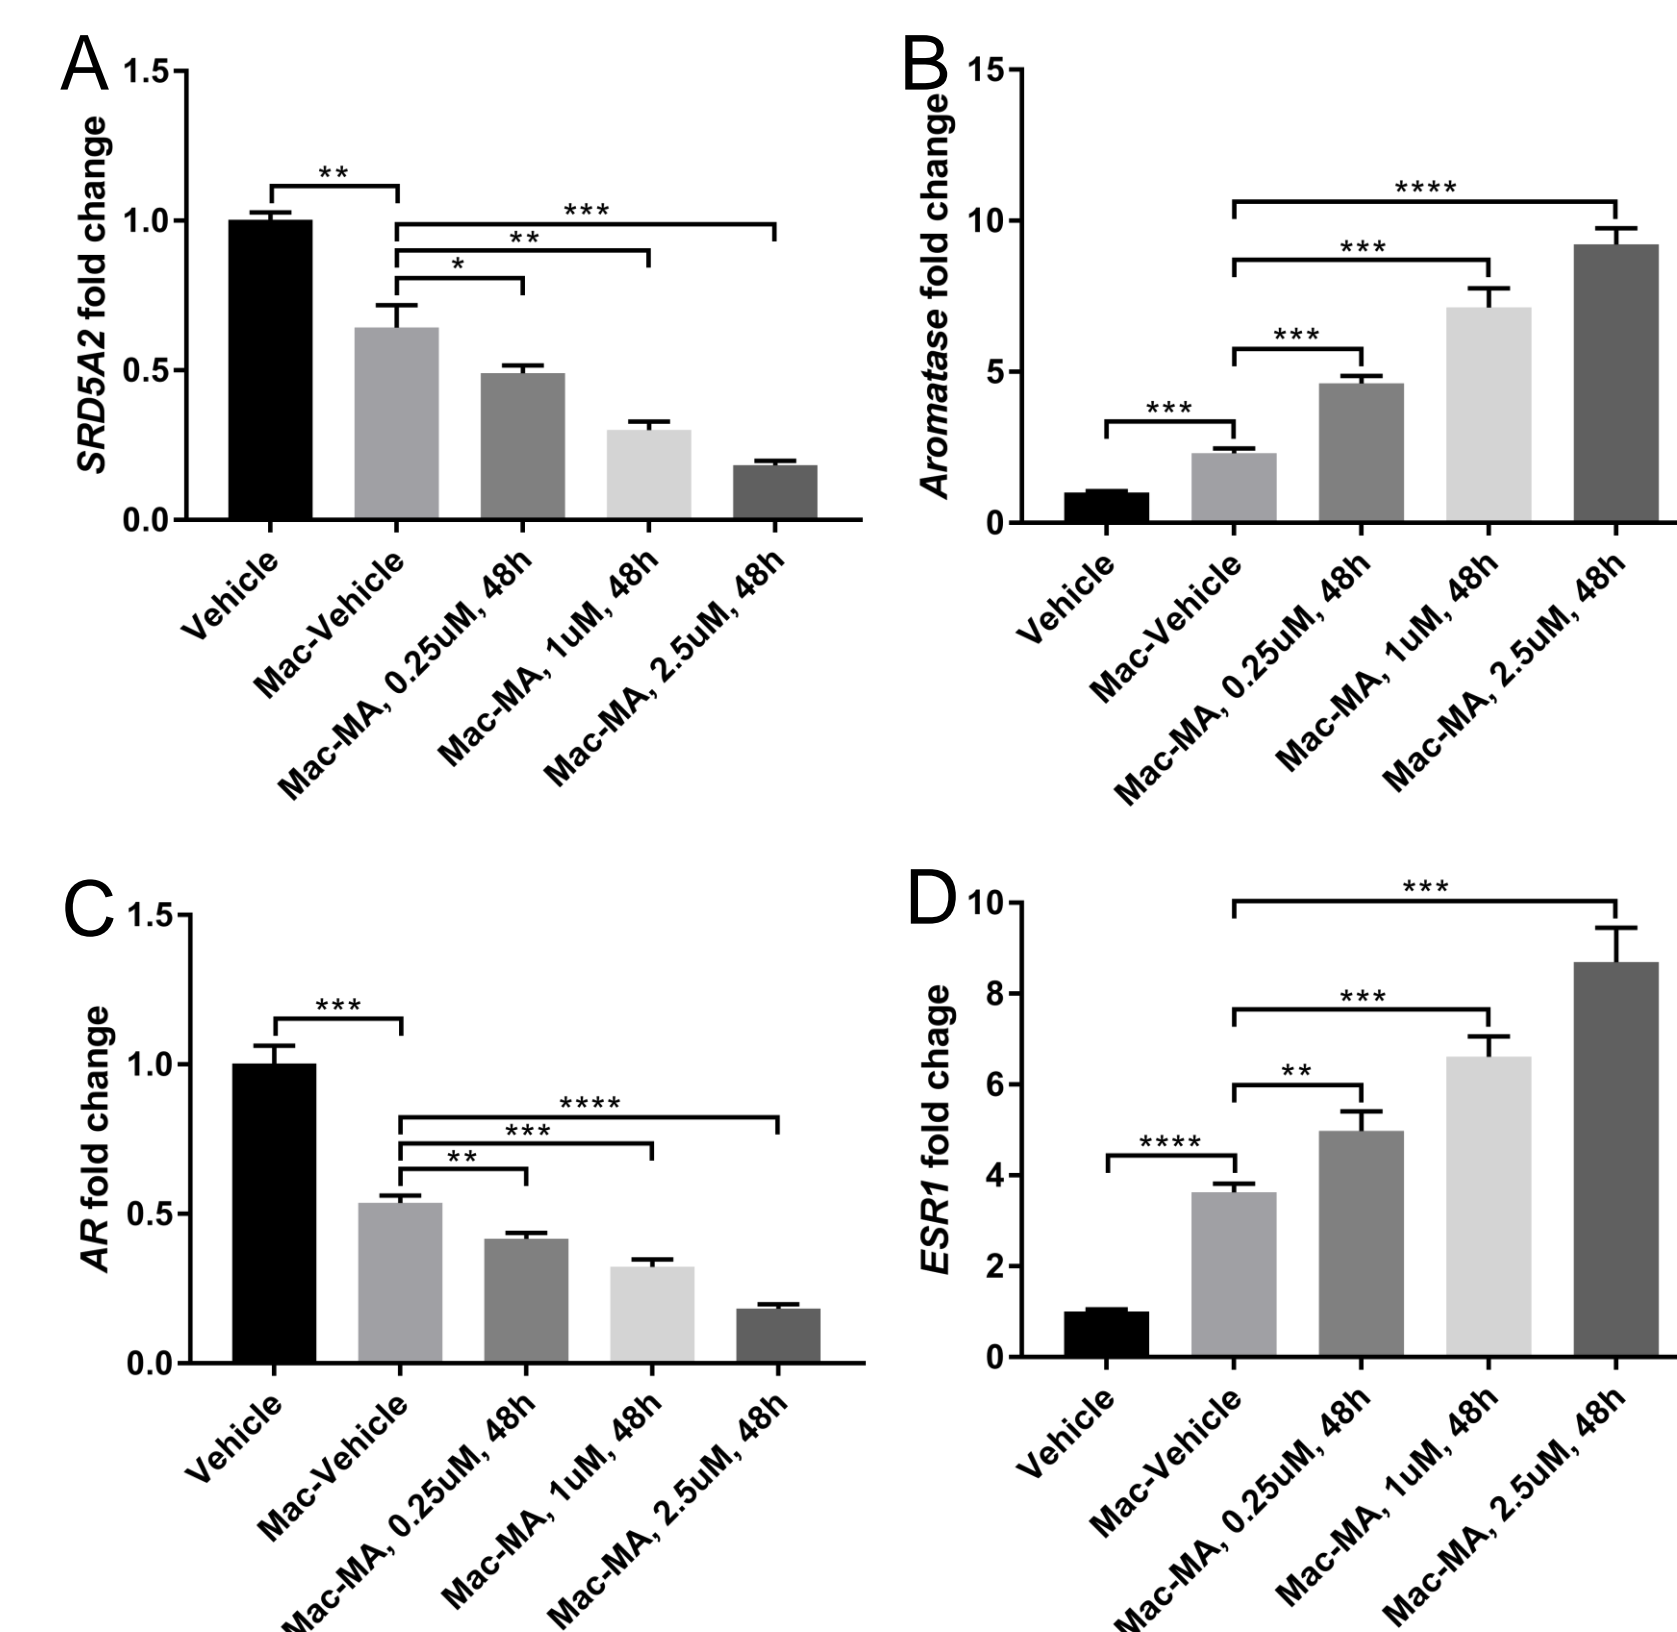 A
SRD5A2 fold change
1.5
1.0
0.5
0.0
**
***
**
*
Vehicle
Mac-Vehicle
Mac-MA, 0.25uM, 48h
Mac-MA, 1uM, 48h
Mac-MA, 2.5uM, 48h
B
Aromatase fold change
15
10
5
0
****
***
***
***
Vehicle
Mac-Vehicle
Mac-MA, 0.25uM, 48h
Mac-MA, 1uM, 48h
Mac-MA, 2.5uM, 48h
C
AR fold change
1.5
1.0
0.5
0.0
***
****
***
**
Vehicle
Mac-Vehicle
Mac-MA, 0.25uM, 48h
Mac-MA, 1uM, 48h
Mac-MA, 2.5uM, 48h
D
ESR1 fold chage
10
8
6
4
2
0
***
***
**
****
Vehicle
Mac-Vehicle
Mac-MA, 0.25uM, 48h
Mac-MA, 1uM, 48h
Mac-MA, 2.5uM, 48h